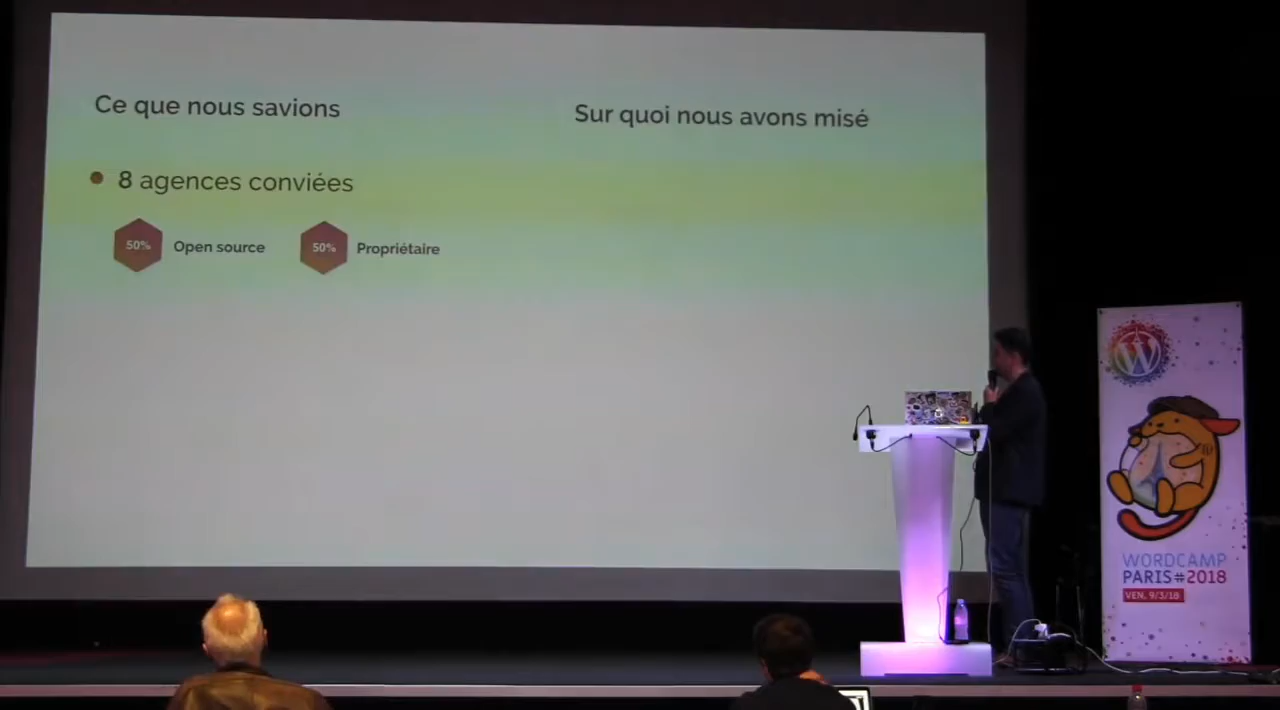 Ce que nous savions
Sur quoi nous avons misé
8 agences conviées
50% Open source 50% Propriétaire
WORDCAMP
PARIS#2018
VEN. 9/3/18